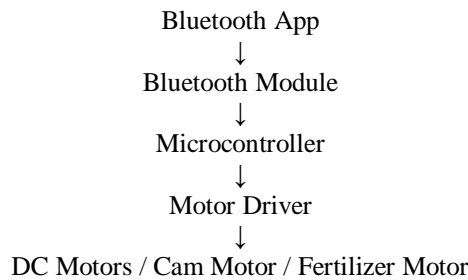 Bluetooth App
↓
Bluetooth Module
↓
Microcontroller
↓
Motor Driver
↓
DC Motors / Cam Motor / Fertilizer Motor